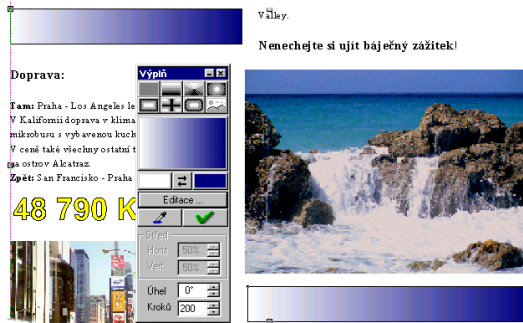 Doprava:
Tam: Praha - Los Angeles le
V Kalifornii doprava v klima
mikrobusu s vybavenou kuch
V ceně také všechny ostatní t
na ostrov Alcatraz.
Zpět: San Francisko - Praha
48 790 K
Výplň
Editace ...
Střed
Horiz 50%
Vert 50%
Úhel 0°
Kroků 200
Valley.
Nenechejte si ujít báječný zážitek!